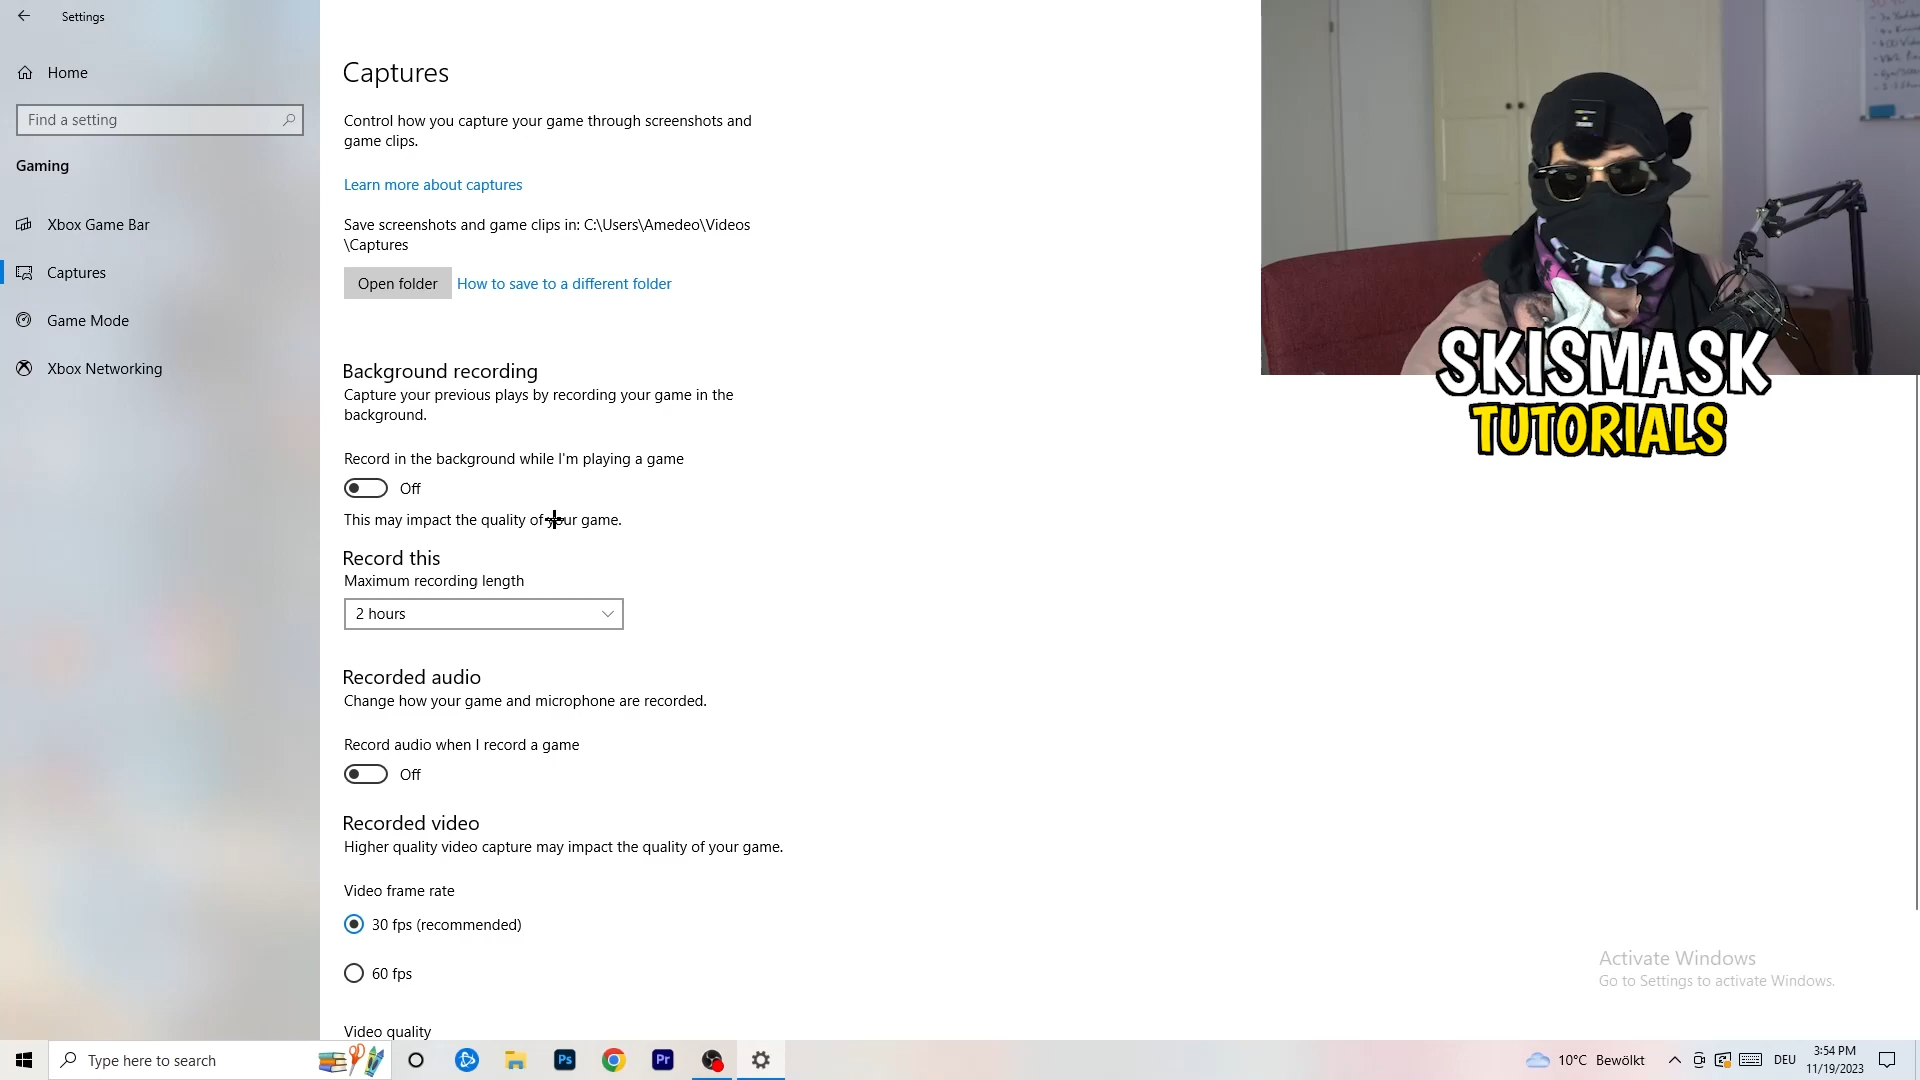 Settings
Home
Find a setting
Gaming
Xbox Game Bar
Captures
Game Mode
Xbox Networking
Captures
Control how you capture your game through screenshots and
game clips.
Learn more about captures
Save screenshots and game clips in: C:\Users\Amedeo\Videos
\Captures
Open folder
How to save to a different folder
Background recording
Capture your previous plays by recording your game in the
background.
Record in the background while I'm playing a game
Off
This may impact the quality of your game.
Record this
Maximum recording length
2 hours
Recorded audio
Change how your game and microphone are recorded.
Record audio when I record a game
Off
Recorded video
Higher quality video capture may impact the quality of your game.
Video frame rate
30 fps (recommended)
60 fps
Video quality
SKISMASK
TUTORIALS
Activate Windows
Go to Settings to activate Windows.
Type here to search
Ps
Pr
10°C Bewölkt
DEU
3:54 PM
11/19/2023